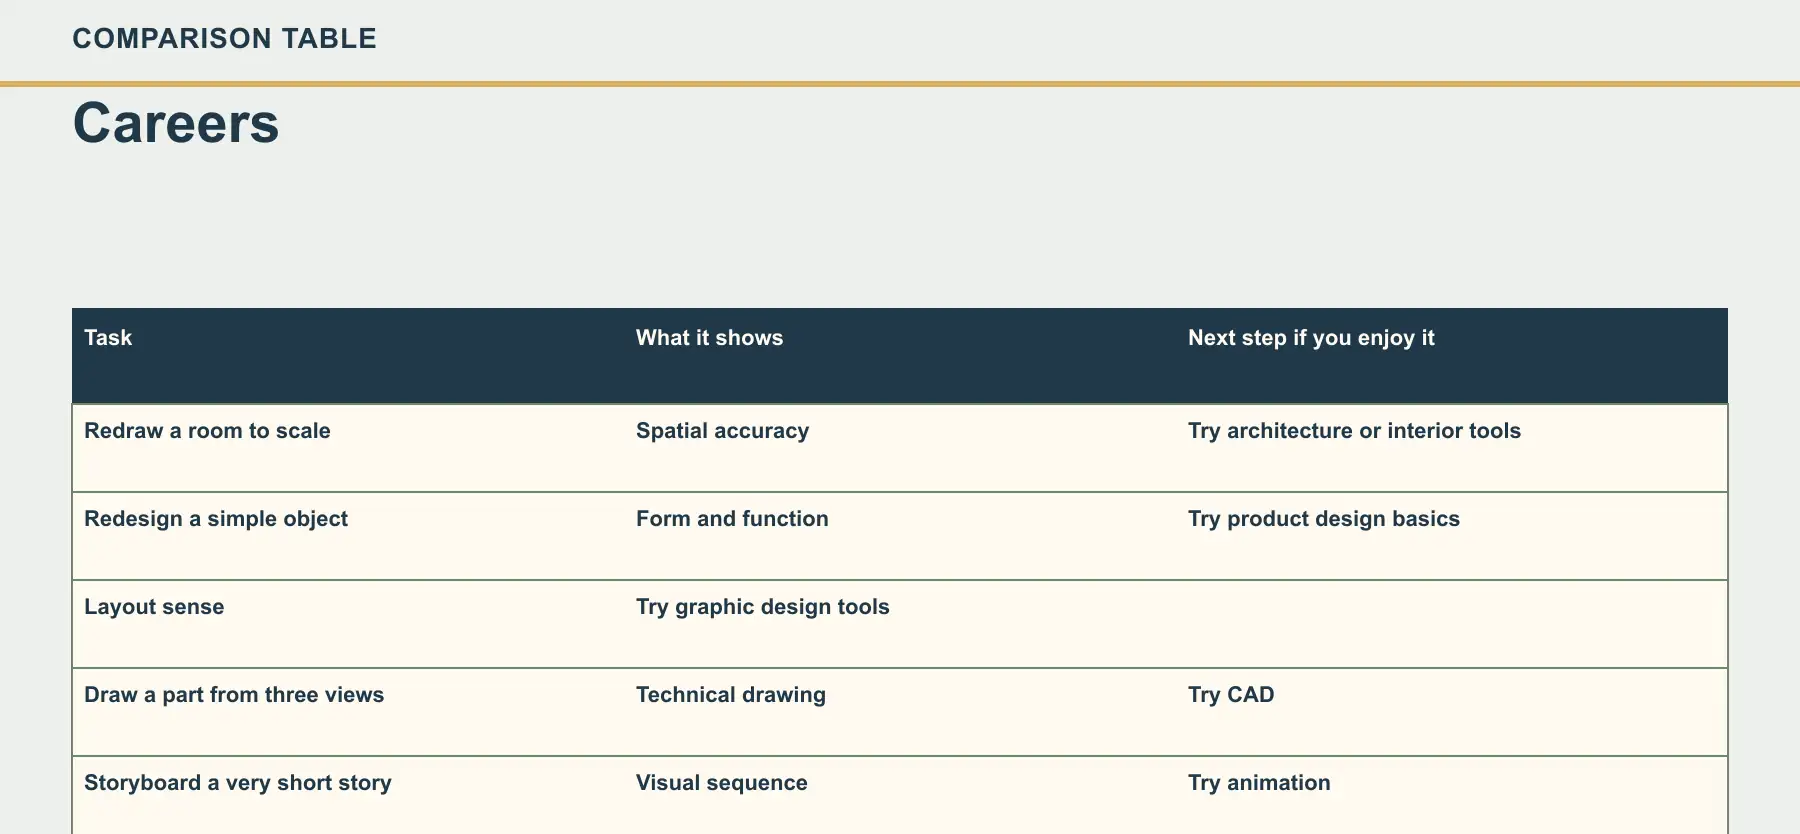 COMPARISON TABLE
Careers
Task What it shows Next step if you enjoy it
Redraw a room to scale Spatial accuracy Try architecture or interior tools
Redesign a simple object Form and function Try product design basics
Layout sense Try graphic design tools
Draw a part from three views Technical drawing Try CAD
Storyboard a very short story Visual sequence Try animation